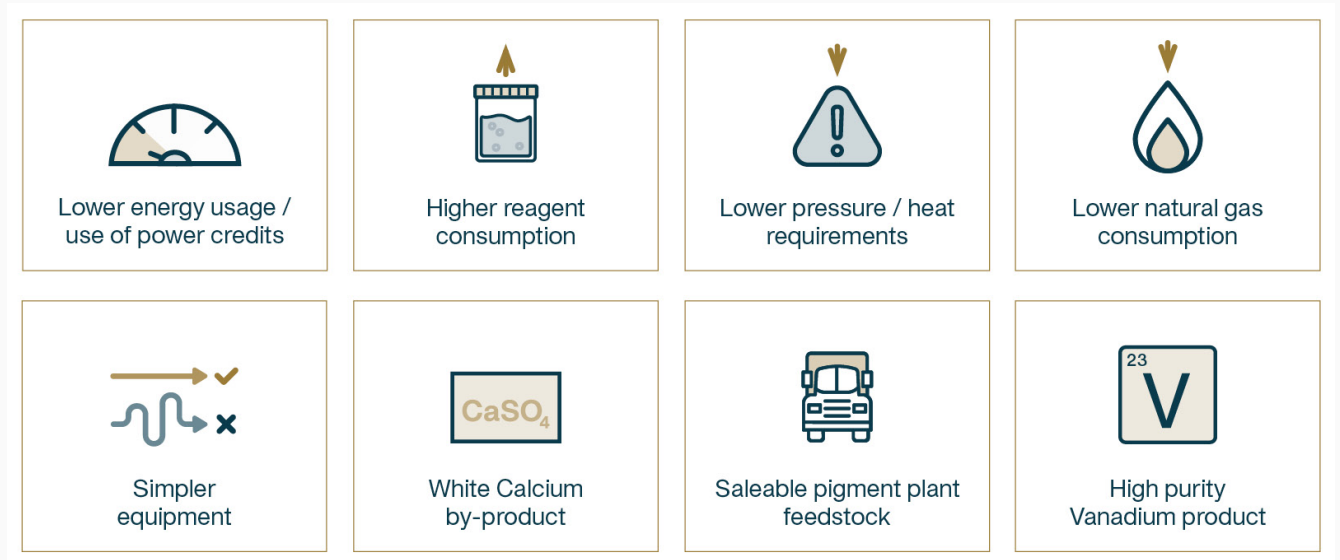 Lower energy usage /
use of power credits
Higher reagent
consumption
Lower pressure / heat
requirements
Lower natural gas
consumption
Simpler
equipment
CaSO₄
White Calcium
by-product
Saleable pigment plant
feedstock
23
V
High purity
Vanadium product